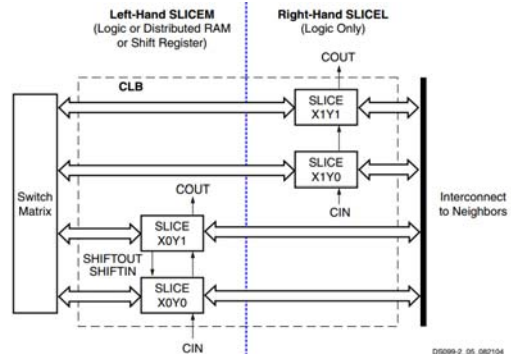 Left-Hand SLICEM
(Logic or Distributed RAM
or Shift Register)
Right-Hand SLICEL
(Logic Only)
COUT
CLB
SLICE
X1Y1
SLICE
X1Y0
Switch
Matrix
COUT
CIN
Interconnect
to Neighbors
SLICE
X0Y1
SHIFTOUT
SHIFTIN
SLICE
X0Y0
CIN
DS099-2_05_082104